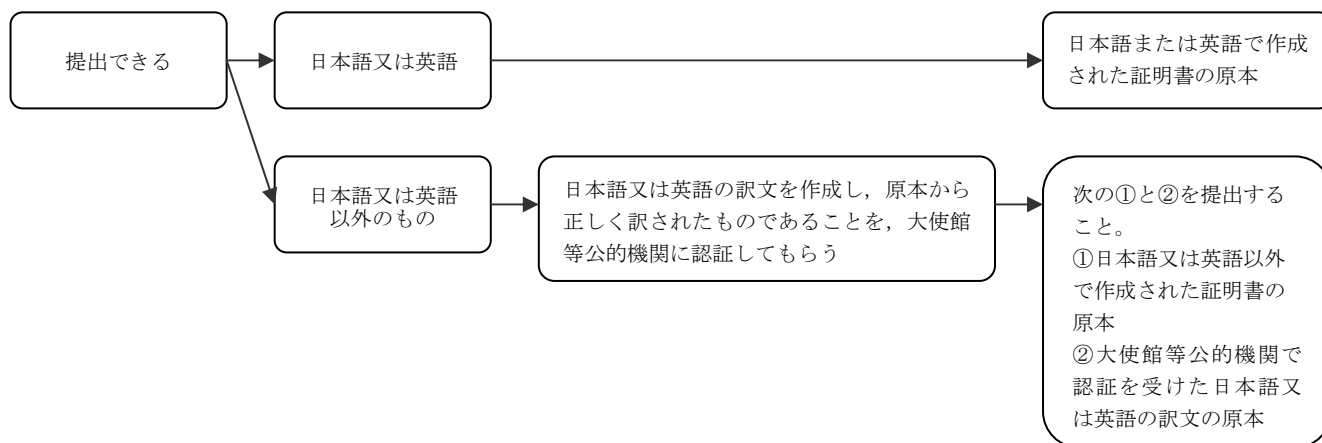 提出できる
日本語又は英語
日本語または英語で作成
された証明書の原本
日本語又は英語
以外のもの
日本語又は英語の訳文を作成し，原本から
正しく訳されたものであることを，大使館
等公的機関に認証してもらう
次の①と②を提出する
こと。
①日本語又は英語以外
で作成された証明書の
原本
②大使館等公的機関で
認証を受けた日本語又
は英語の訳文の原本